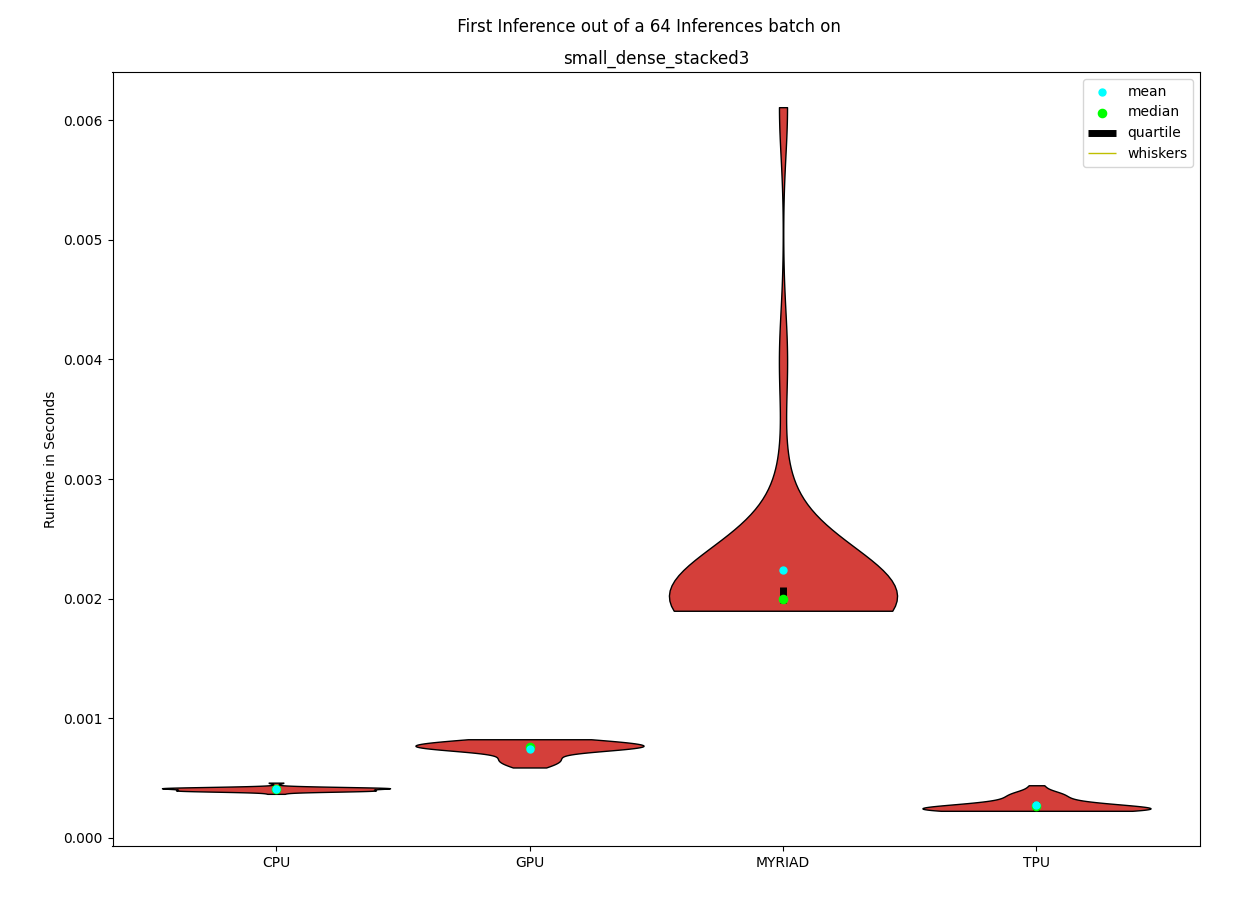 First Inference out of a 64 Inferences batch on
small_dense_stacked3
mean
median
quartile
whiskers
0.006
0.005
0.004
0.003
0.002
0.001
0.000
Runtime in Seconds
CPU
GPU
MYRIAD
TPU